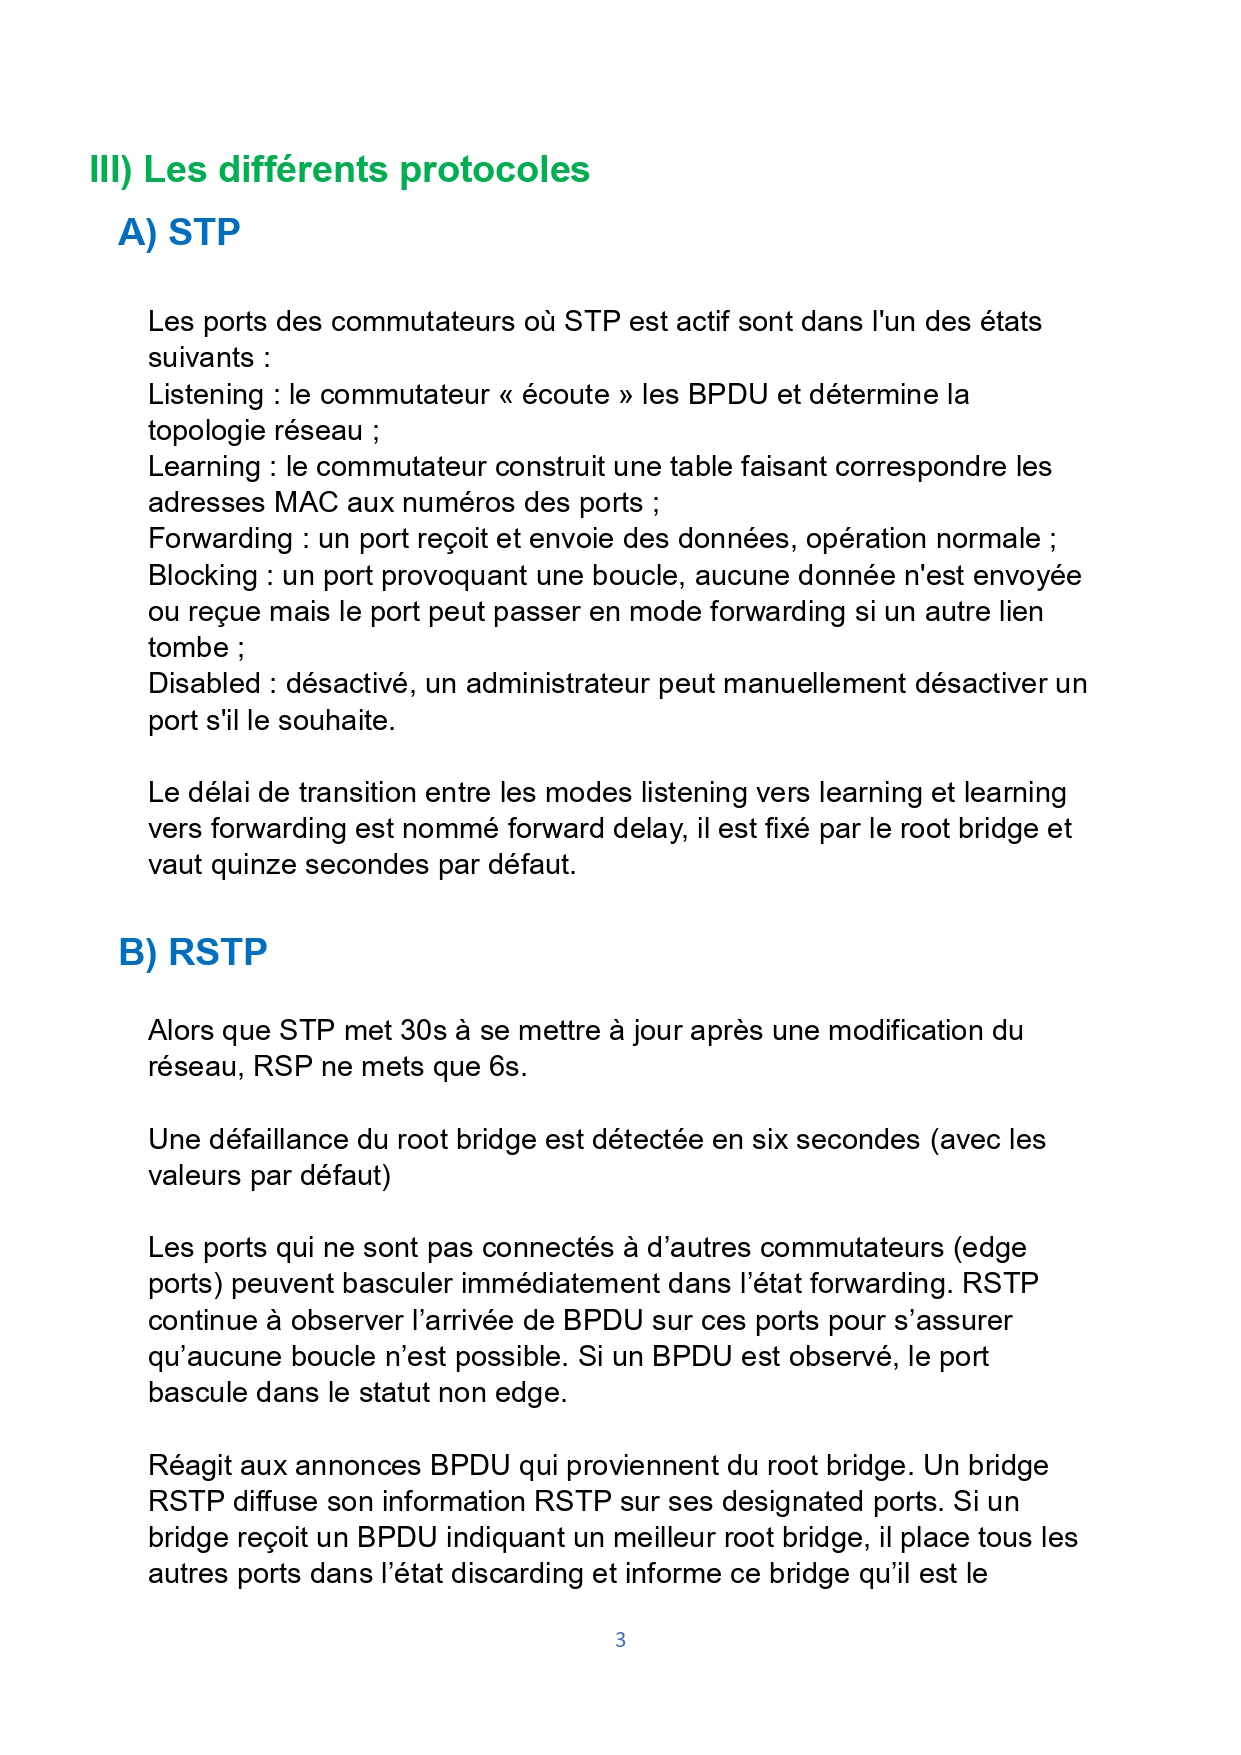 III) Les différents protocoles
A) STP
Les ports des commutateurs où STP est actif sont dans l'un des états
suivants :
Listening : le commutateur « écoute » les BPDU et détermine la
topologie réseau ;
Learning : le commutateur construit une table faisant correspondre les
adresses MAC aux numéros des ports ;
Forwarding : un port reçoit et envoie des données, opération normale ;
Blocking : un port provoquant une boucle, aucune donnée n'est envoyée
ou reçue mais le port peut passer en mode forwarding si un autre lien
tombe ;
Disabled : désactivé, un administrateur peut manuellement désactiver un
port s'il le souhaite.
Le délai de transition entre les modes listening vers learning et learning
vers forwarding est nommé forward delay, il est fixé par le root bridge et
vaut quinze secondes par défaut.
B) RSTP
Alors que STP met 30s à se mettre à jour après une modification du
réseau, RSP ne mets que 6s.
Une défaillance du root bridge est détectée en six secondes (avec les
valeurs par défaut)
Les ports qui ne sont pas connectés à d’autres commutateurs (edge
ports) peuvent basculer immédiatement dans l’état forwarding. RSTP
continue à observer l’arrivée de BPDU sur ces ports pour s’assurer
qu’aucune boucle n’est possible. Si un BPDU est observé, le port
bascule dans le statut non edge.
Réagit aux annonces BPDU qui proviennent du root bridge. Un bridge
RSTP diffuse son information RSTP sur ses designated ports. Si un
bridge reçoit un BPDU indiquant un meilleur root bridge, il place tous les
autres ports dans l’état discarding et informe ce bridge qu’il est le
3